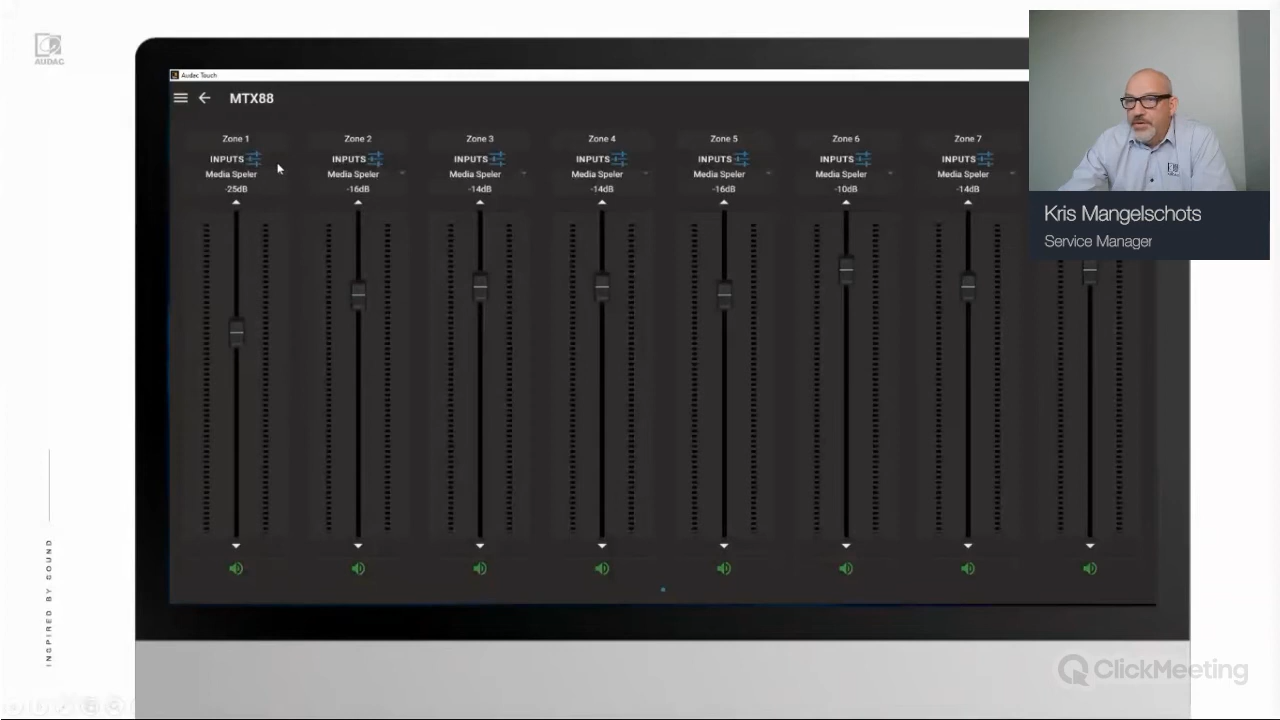 AUDAC
Audac Touch
MTX88
Zone 1 Zone 2 Zone 3 Zone 4 Zone 5 Zone 6 Zone 7
INPUTS INPUTS INPUTS INPUTS INPUTS INPUTS INPUTS
Media Speler Media Speler Media Speler Media Speler Media Speler Media Speler Media Speler
-25dB -16dB -14dB -14dB -16dB -10dB -14dB
Kris Mangelschots
Service Manager
INSPIRED BY SOUND
ClickMeeting